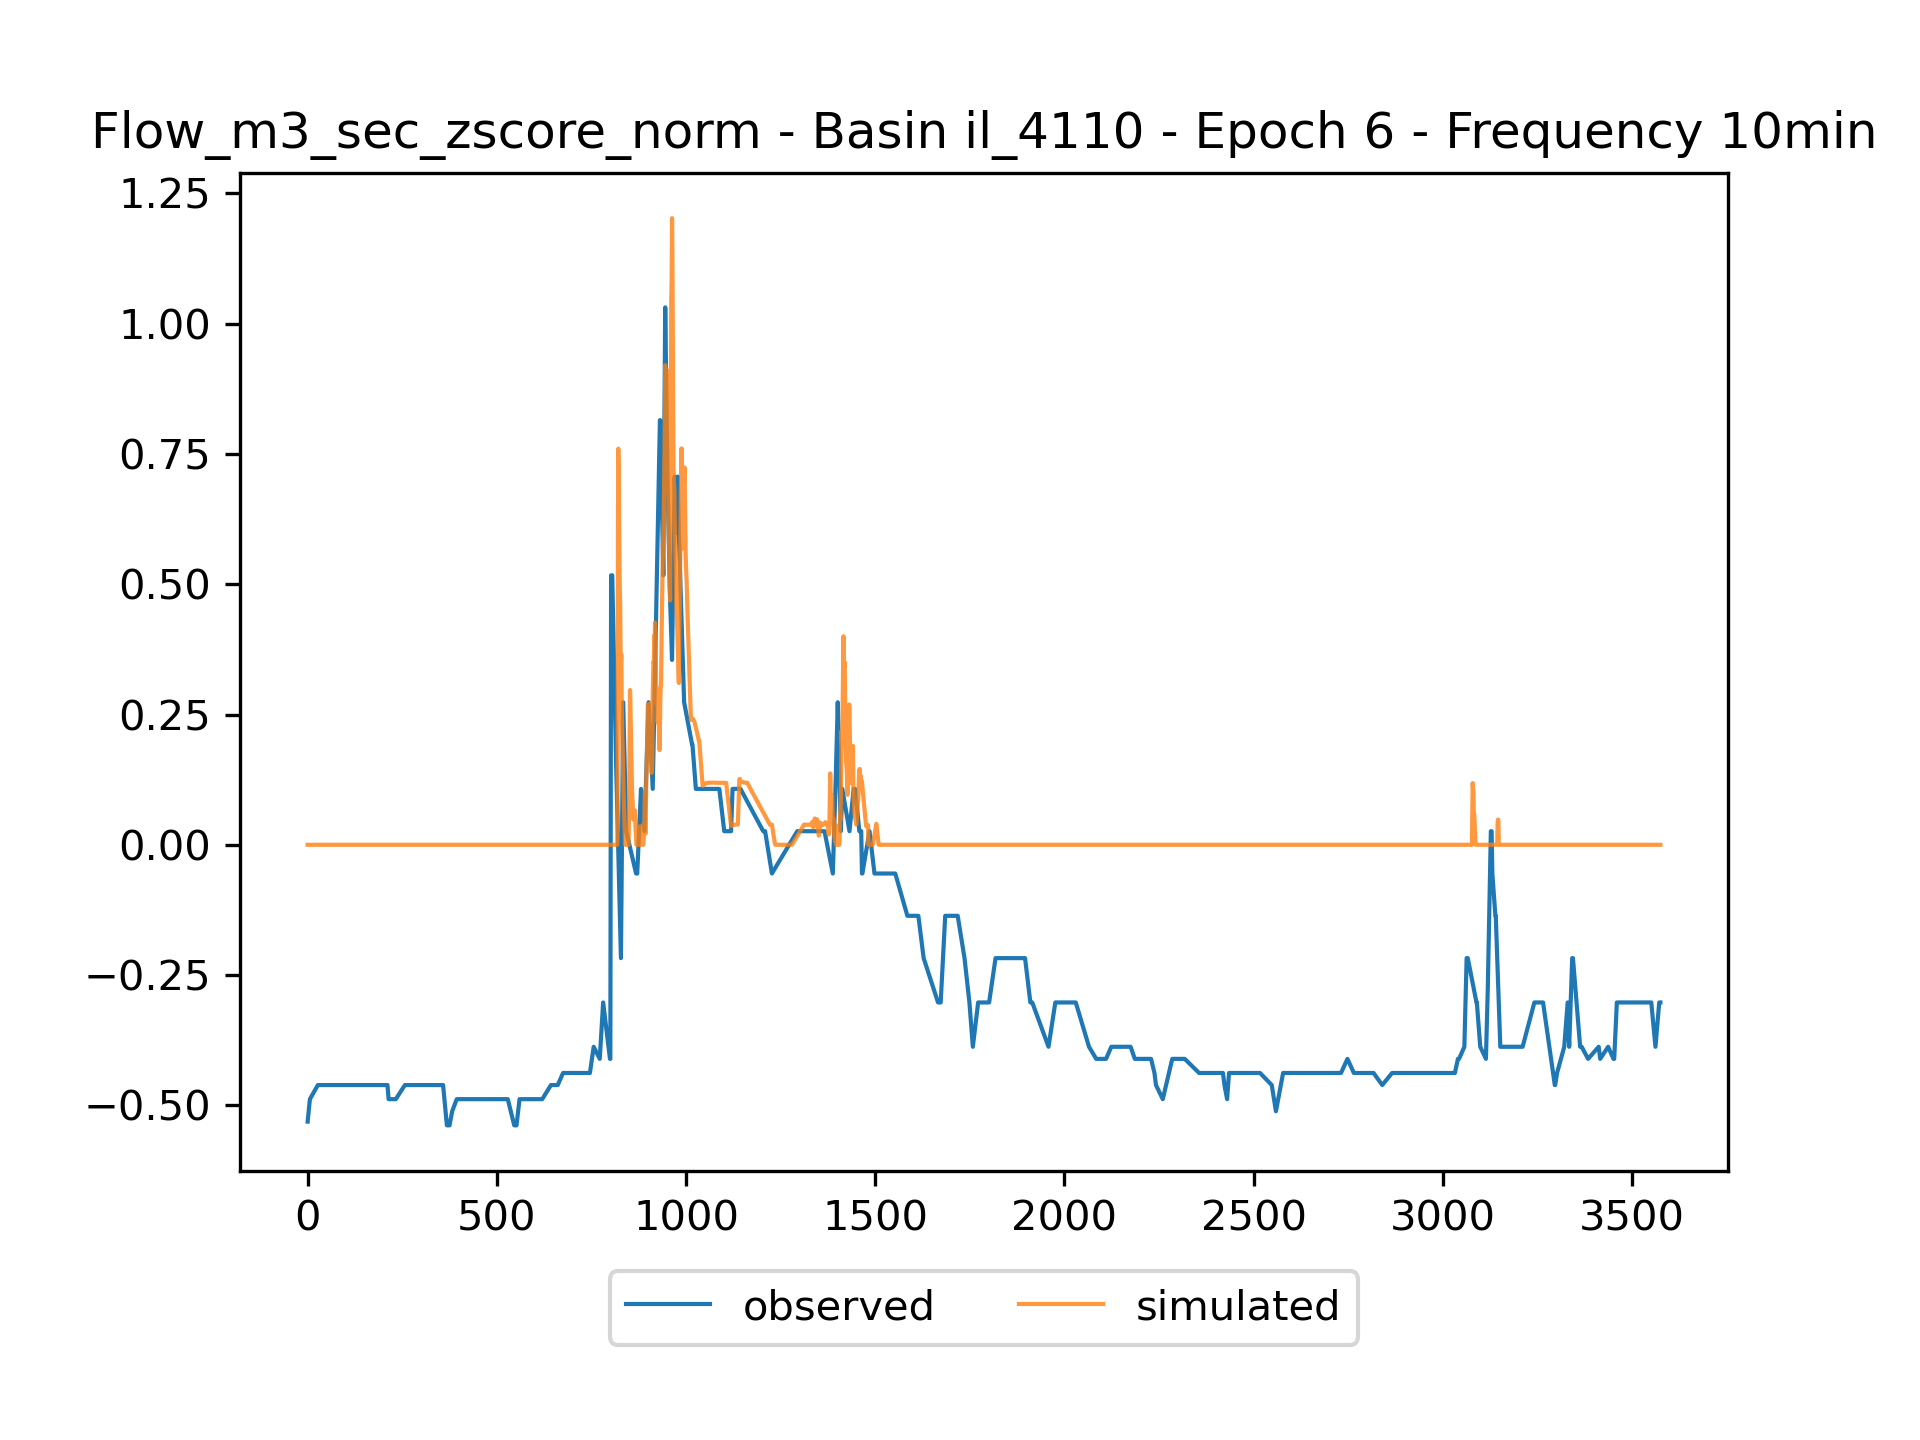 Flow_m3_sec_zscore_norm - Basin il_4110 - Epoch 6 - Frequency 10min
1.25
1.00
0.75
0.50
0.25
0.00
−0.25
−0.50
0 500 1000 1500 2000 2500 3000 3500
observed simulated